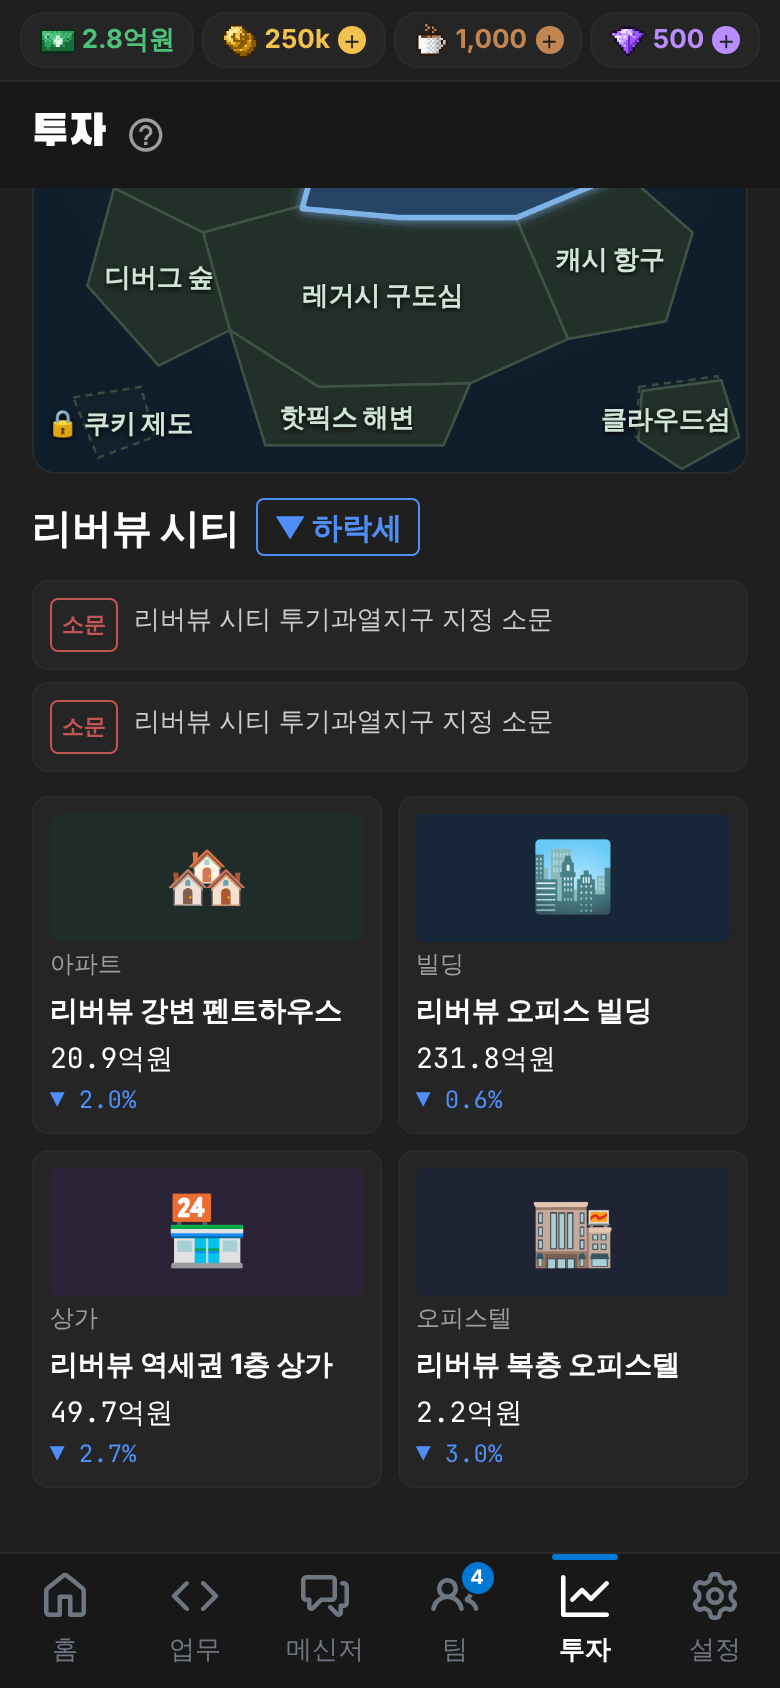 2.8억원 250k 1,000 500
투자
디버그 숲
레거시 구도심
캐시 항구
쿠키 제도
핫픽스 해변
클라우드섬
리버뷰 시티 ▼ 하락세
소문 리버뷰 시티 투기과열지구 지정 소문
소문 리버뷰 시티 투기과열지구 지정 소문
아파트
리버뷰 강변 펜트하우스
20.9억원
▼ 2.0%
빌딩
리버뷰 오피스 빌딩
231.8억원
▼ 0.6%
24
상가
리버뷰 역세권 1층 상가
49.7억원
▼ 2.7%
오피스텔
리버뷰 복층 오피스텔
2.2억원
▼ 3.0%
4
홈 업무 메신저 팀 투자 설정